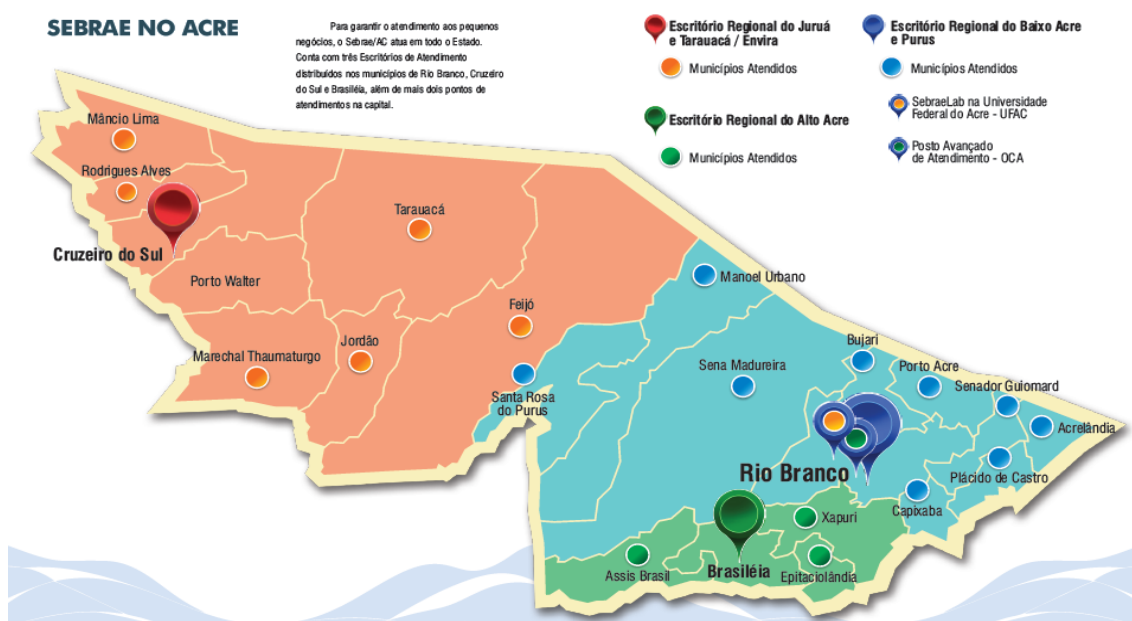 SEBRAE NO ACRE
Para garantir o atendimento aos pequenos
negócios, o Sebrae/AC atua em todo o Estado.
Conta com três Escritórios de Atendimento
distribuídos nos municípios de Rio Branco, Cruzeiro
do Sul e Brasiléia, além de mais dois pontos de
atendimentos na capital.
Escritório Regional do Juruá
e Tarauacá / Envira
Municípios Atendidos
Escritório Regional do Alto Acre
Municípios Atendidos
Escritório Regional do Baixo Acre
e Purus
Municípios Atendidos
SebraeLab na Universidade
Federal do Acre - UFAC
Posto Avançado
de Atendimento - OCA
Mâncio Lima
Rodrigues Alves
Cruzeiro do Sul
Tarauacá
Porto Walter
Feijó
Jordão
Marechal Thaumaturgo
Santa Rosa
do Purus
Manoel Urbano
Sena Madureira
Bujari
Porto Acre
Senador Guiomard
Acrelândia
Rio Branco
Plácido de Castro
Capixaba
Xapuri
Assis Brasil
Brasiléia
Epitaciolândia